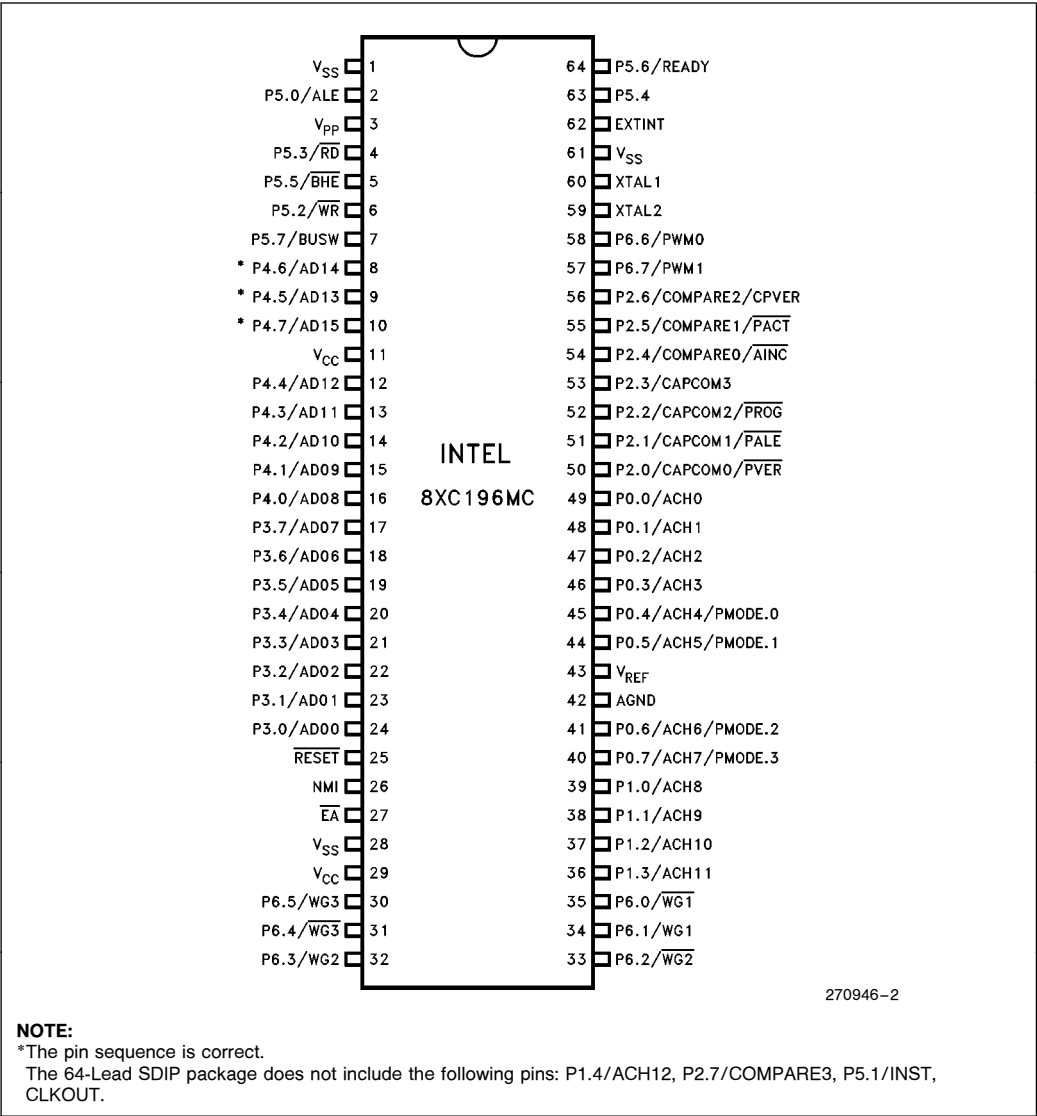 V_SS 1 64 P5.6/READY
P5.0/ALE 2 63 P5.4
V_PP 3 62 EXTINT
P5.3/R̅D̅ 4 61 V_SS
P5.5/B̅H̅E̅ 5 60 XTAL1
P5.2/W̅R̅ 6 59 XTAL2
P5.7/BUSW 7 58 P6.6/PWM0
* P4.6/AD14 8 57 P6.7/PWM1
* P4.5/AD13 9 56 P2.6/COMPARE2/CPVER
* P4.7/AD15 10 55 P2.5/COMPARE1/P̅A̅C̅T̅
V_CC 11 54 P2.4/COMPARE0/A̅I̅N̅C̅
P4.4/AD12 12 53 P2.3/CAPCOM3
P4.3/AD11 13 52 P2.2/CAPCOM2/P̅R̅O̅G̅
P4.2/AD10 14 51 P2.1/CAPCOM1/P̅A̅L̅E̅
INTEL
P4.1/AD09 15 50 P2.0/CAPCOM0/P̅V̅E̅R̅
P4.0/AD08 16 8XC196MC 49 P0.0/ACH0
P3.7/AD07 17 48 P0.1/ACH1
P3.6/AD06 18 47 P0.2/ACH2
P3.5/AD05 19 46 P0.3/ACH3
P3.4/AD04 20 45 P0.4/ACH4/PMODE.0
P3.3/AD03 21 44 P0.5/ACH5/PMODE.1
P3.2/AD02 22 43 V_REF
P3.1/AD01 23 42 AGND
P3.0/AD00 24 41 P0.6/ACH6/PMODE.2
R̅E̅S̅E̅T̅ 25 40 P0.7/ACH7/PMODE.3
NMI 26 39 P1.0/ACH8
E̅A̅ 27 38 P1.1/ACH9
V_SS 28 37 P1.2/ACH10
V_CC 29 36 P1.3/ACH11
P6.5/WG3 30 35 P6.0/W̅G̅1̅
P6.4/W̅G̅3̅ 31 34 P6.1/WG1
P6.3/WG2 32 33 P6.2/W̅G̅2̅
270946–2
NOTE:
*The pin sequence is correct.
The 64-Lead SDIP package does not include the following pins: P1.4/ACH12, P2.7/COMPARE3, P5.1/INST,
CLKOUT.